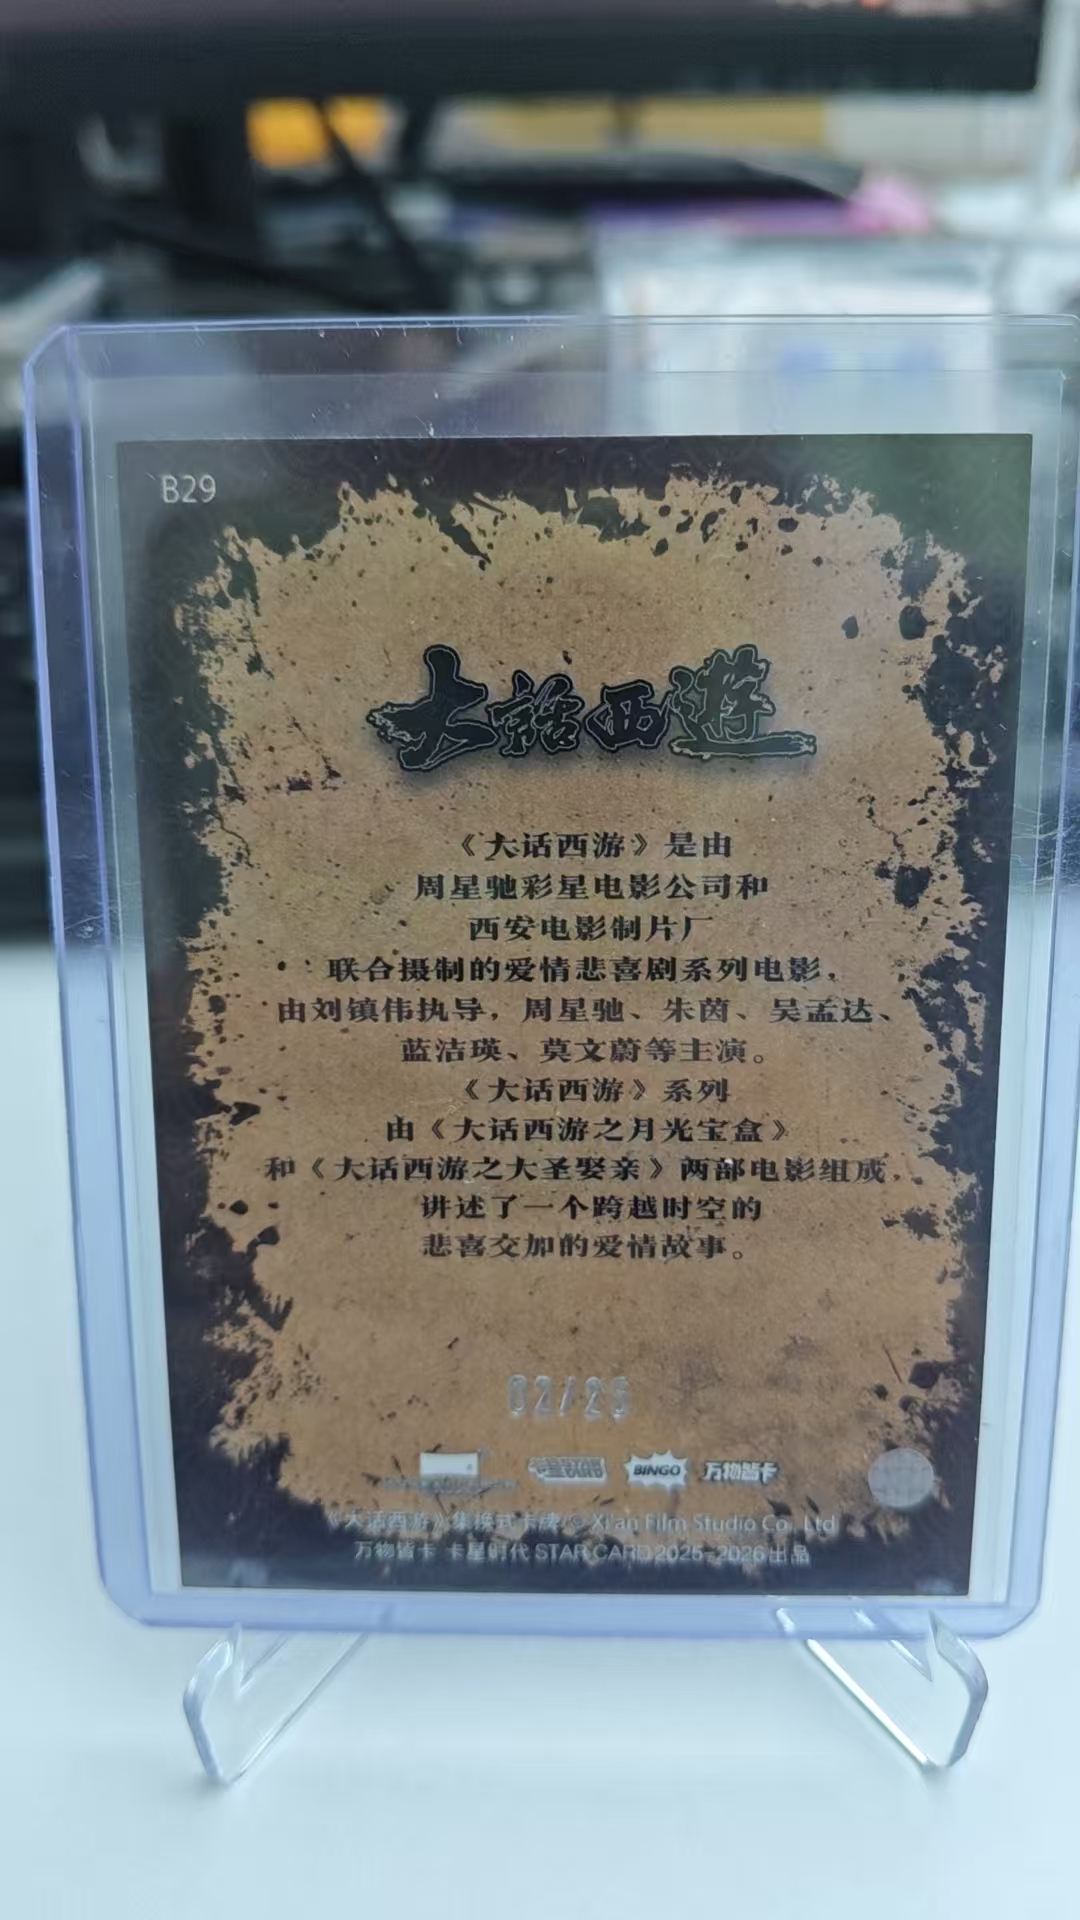 B29
大話西遊
《大话西游》是由
周星驰彩星电影公司和
西安电影制片厂
联合摄制的爱情悲喜剧系列电影，
由刘镇伟执导，周星驰、朱茵、吴孟达、
蓝洁瑛、莫文蔚等主演。
《大话西游》系列
由《大话西游之月光宝盒》
和《大话西游之大圣娶亲》两部电影组成，
讲述了一个跨越时空的
悲喜交加的爱情故事。
02/25
BINGO 万物皆卡
《大话西游》集换式卡牌 © Xi'an Film Studio Co., Ltd
万物皆卡 卡星时代 STAR CARD 2025-2026 出品